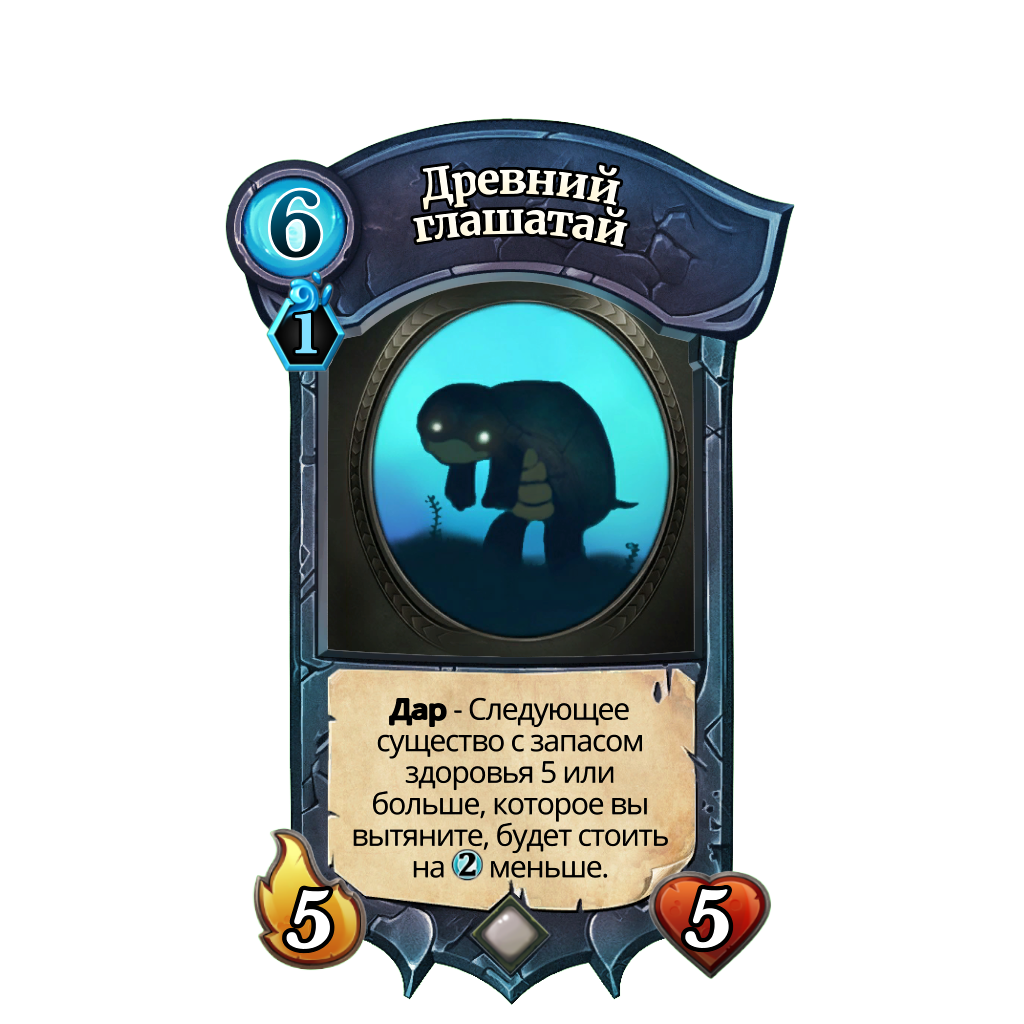 Древний
глашатай
6
1
Дар - Следующее
существо с запасом
здоровья 5 или
больше, которое вы
вытяните, будет стоить
на 2 меньше.
5
5